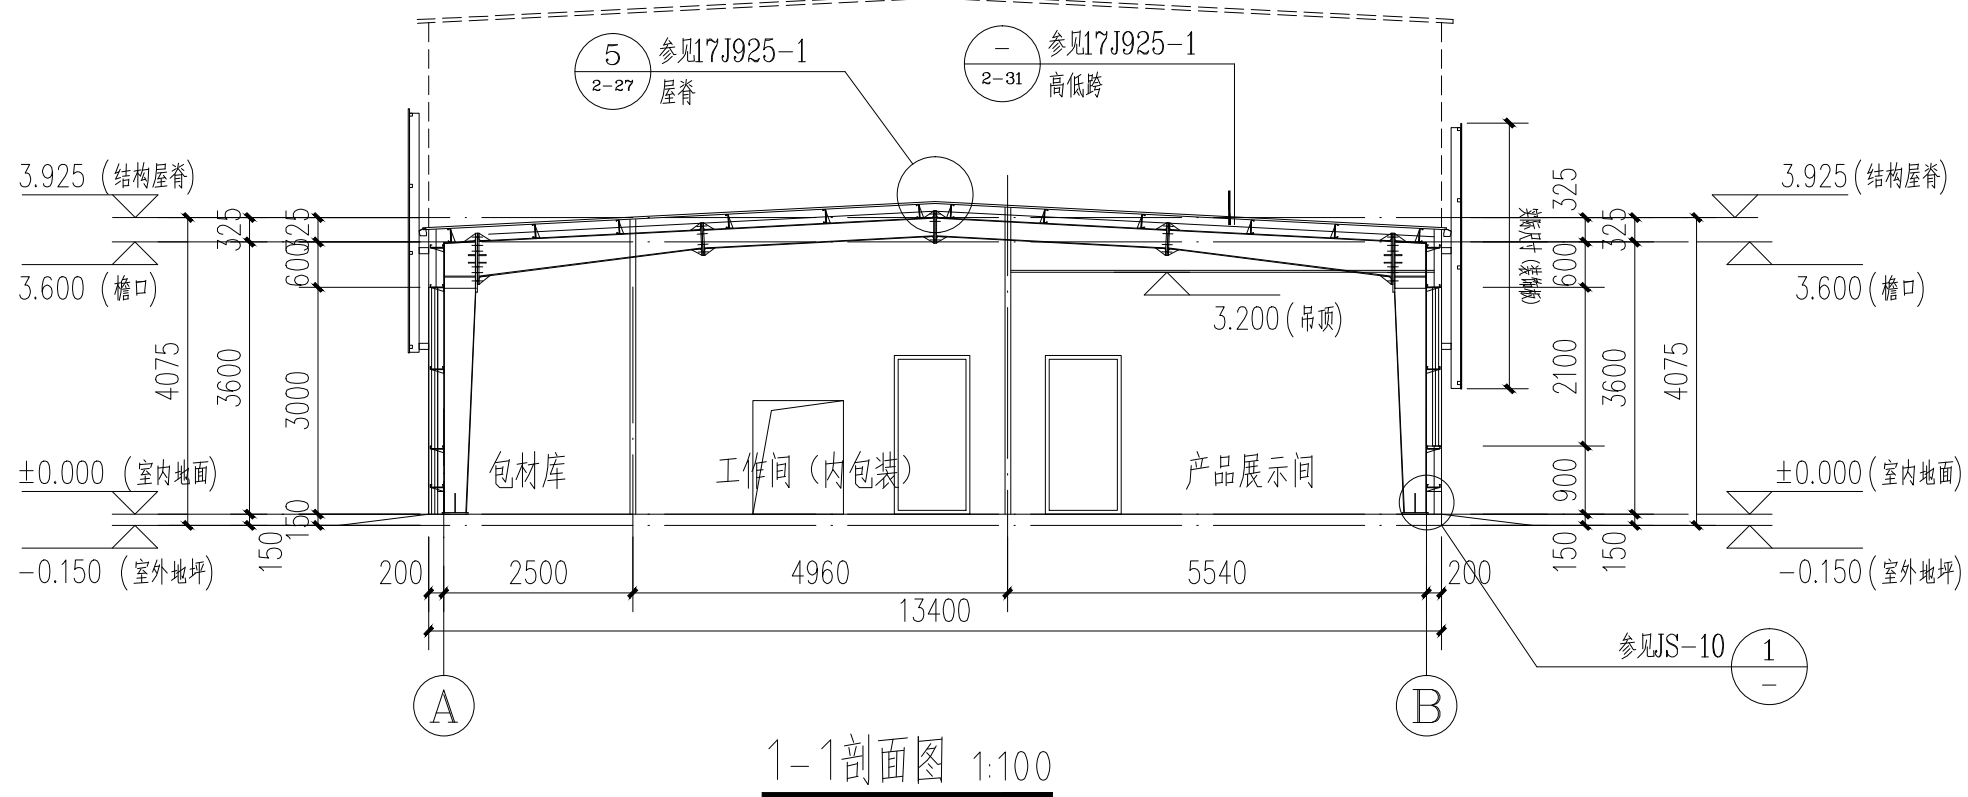 5
2-27
参见17J925-1
屋脊
-
2-31
参见17J925-1
高低跨
3.925 (结构屋脊)
3.600 (檐口)
±0.000 (室内地面)
-0.150 (室外地坪)
4075
325
3600
150
325
600
3000
150
3.925(结构屋脊)
3.600(檐口)
±0.000(室内地面)
-0.150(室外地坪)
325
600
2100
900
150
325
3600
150
4075
3.200(吊顶)
包材库
工作间 (内包装)
产品展示间
200
2500
4960
5540
200
13400
参见JS-10
1
-
A
B
1-1剖面图 1:100